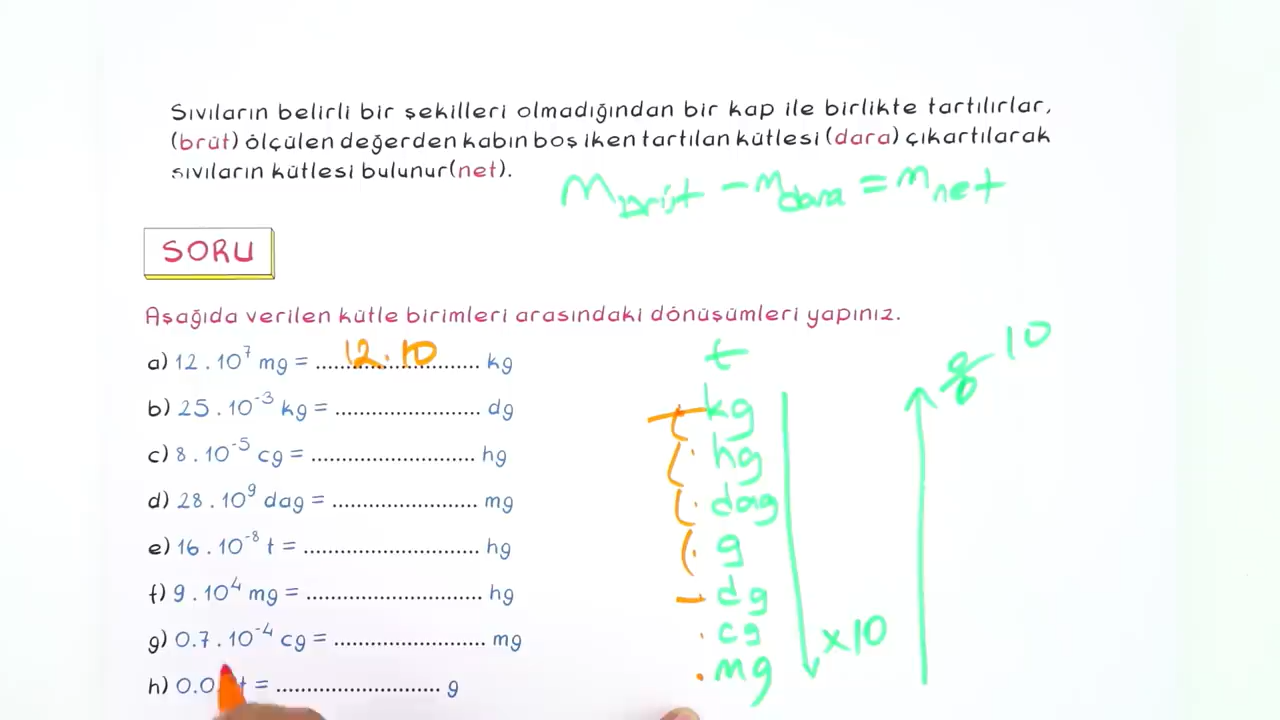 Sıvıların belirli bir şekilleri olmadığından bir kap ile birlikte tartılırlar,
(brüt) ölçülen değerden kabın boş iken tartılan kütlesi (dara) çıkartılarak
sıvıların kütlesi bulunur(net).
m brüt - m dara = m net
SORU
Aşağıda verilen kütle birimleri arasındaki dönüşümleri yapınız.
a) 12 . 10⁷ mg = ....12.10.... kg
b) 25 . 10⁻³ kg = ........................ dg
c) 8 . 10⁻⁵ cg = ........................... hg
d) 28 . 10⁹ dag = ........................ mg
e) 16 . 10⁻⁸ t = ............................. hg
f) 9 . 10⁴ mg = ............................. hg
g) 0.7 . 10⁻⁴ cg = ......................... mg
h) 0.0 t = ........................... g
t
kg
hg
dag
g
dg
cg
mg
x10
10